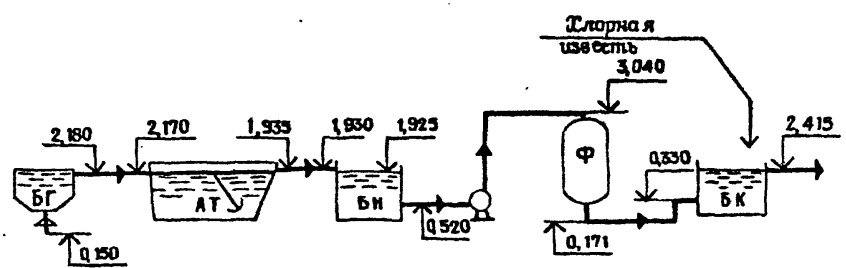 Хлорная
известь
3,040
2,180
2,170
1,935
1,930
1,925
2,415
0,330
Ф
БГ
АТ
БН
БК
0,520
0,150
0,171